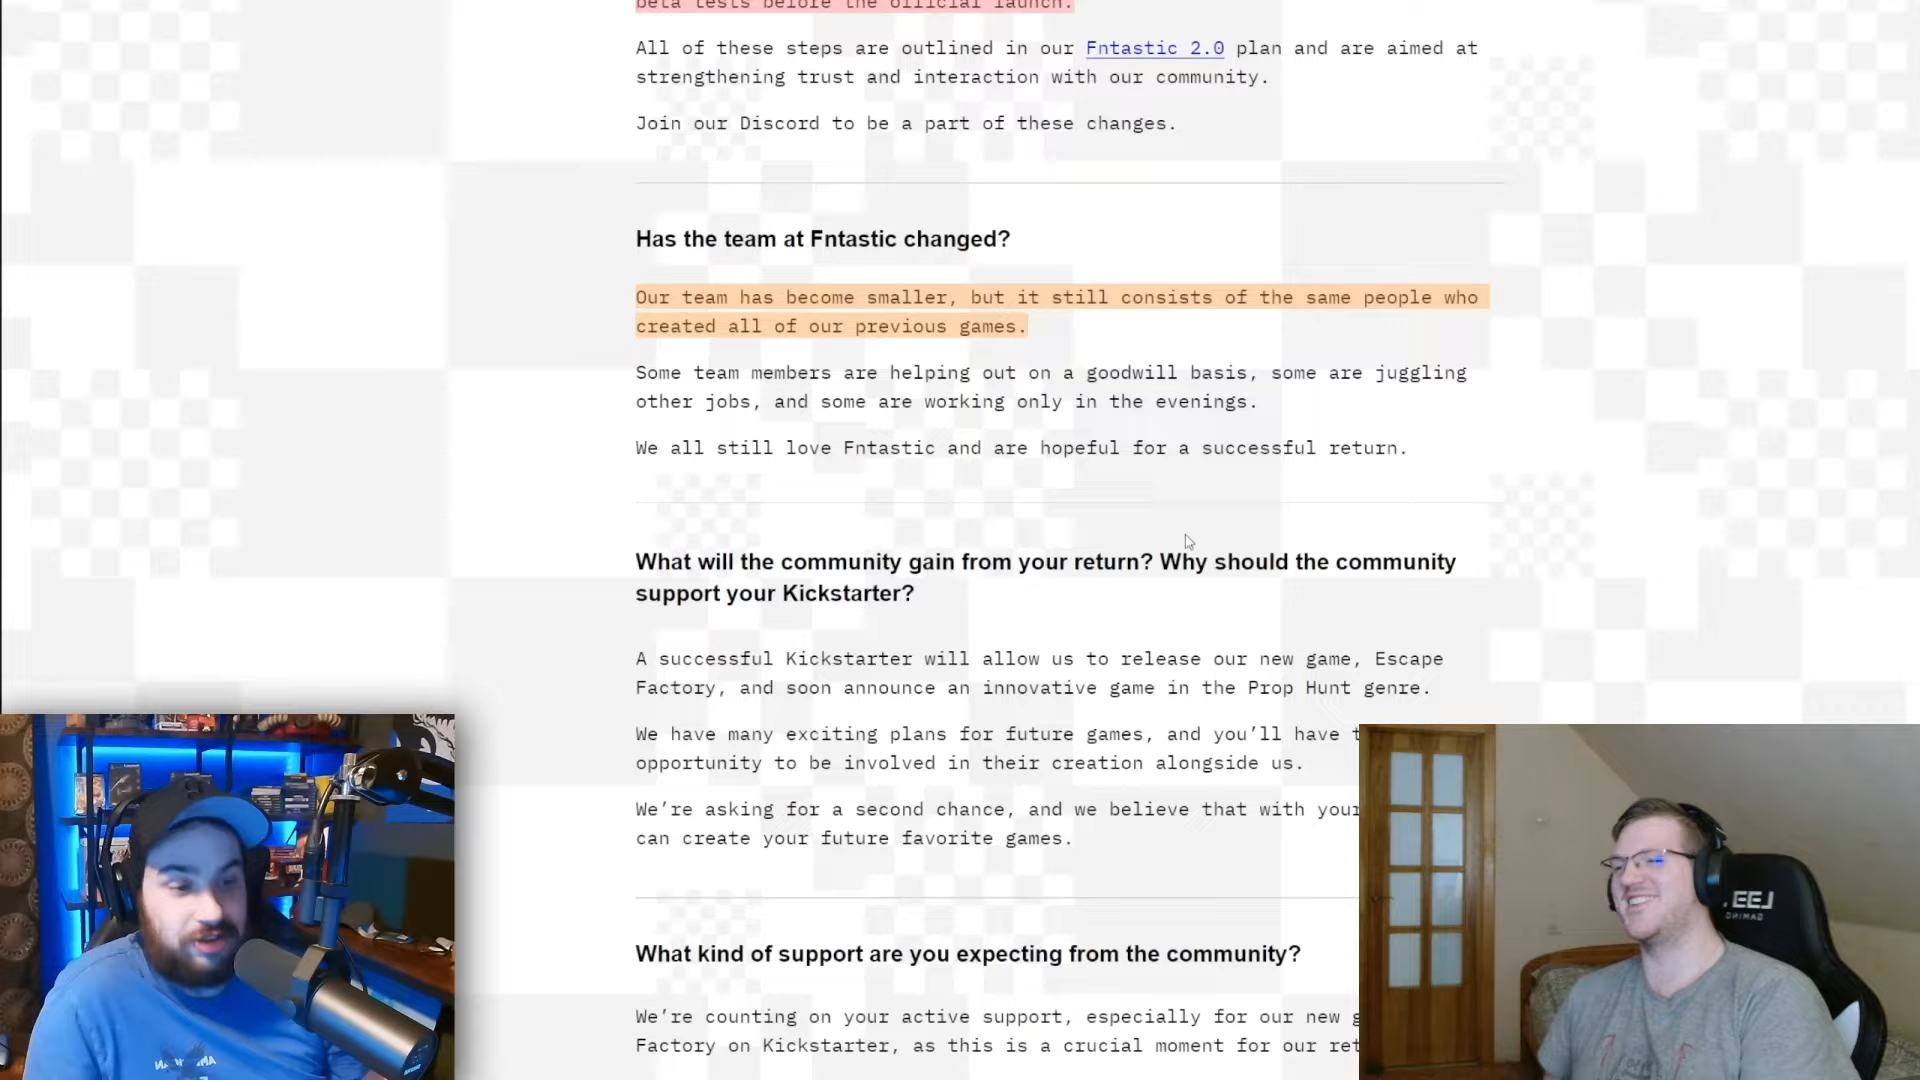 beta tests before the official launch.
All of these steps are outlined in our Fntastic 2.0 plan and are aimed at
strengthening trust and interaction with our community.
Join our Discord to be a part of these changes.
Has the team at Fntastic changed?
Our team has become smaller, but it still consists of the same people who
created all of our previous games.
Some team members are helping out on a goodwill basis, some are juggling
other jobs, and some are working only in the evenings.
We all still love Fntastic and are hopeful for a successful return.
What will the community gain from your return? Why should the community
support your Kickstarter?
A successful Kickstarter will allow us to release our new game, Escape
Factory, and soon announce an innovative game in the Prop Hunt genre.
We have many exciting plans for future games, and you’ll have
opportunity to be involved in their creation alongside us.
We’re asking for a second chance, and we believe that with your
can create your future favorite games.
What kind of support are you expecting from the community?
We’re counting on your active support, especially for our new
Factory on Kickstarter, as this is a crucial moment for our